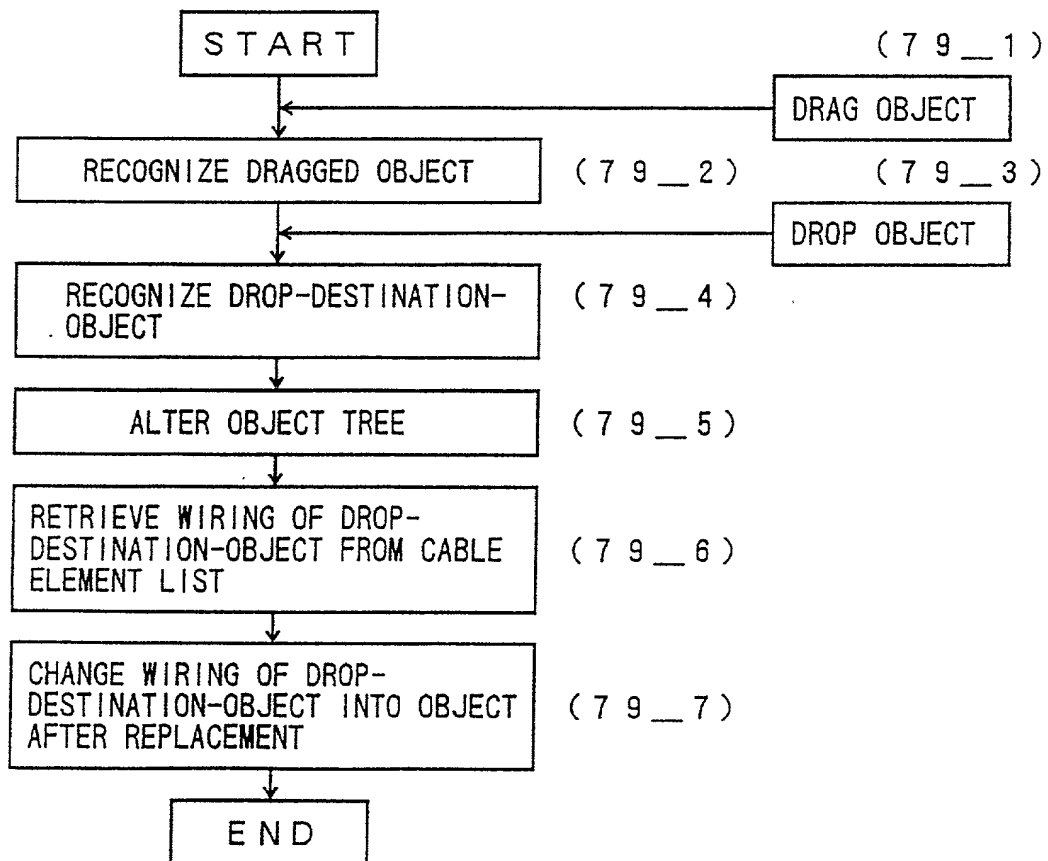 START
(79_1)
DRAG OBJECT
RECOGNIZE DRAGGED OBJECT
(79_2)
(79_3)
DROP OBJECT
RECOGNIZE DROP-DESTINATION-
OBJECT
(79_4)
ALTER OBJECT TREE
(79_5)
RETRIEVE WIRING OF DROP-
DESTINATION-OBJECT FROM CABLE
ELEMENT LIST
(79_6)
CHANGE WIRING OF DROP-
DESTINATION-OBJECT INTO OBJECT
AFTER REPLACEMENT
(79_7)
END